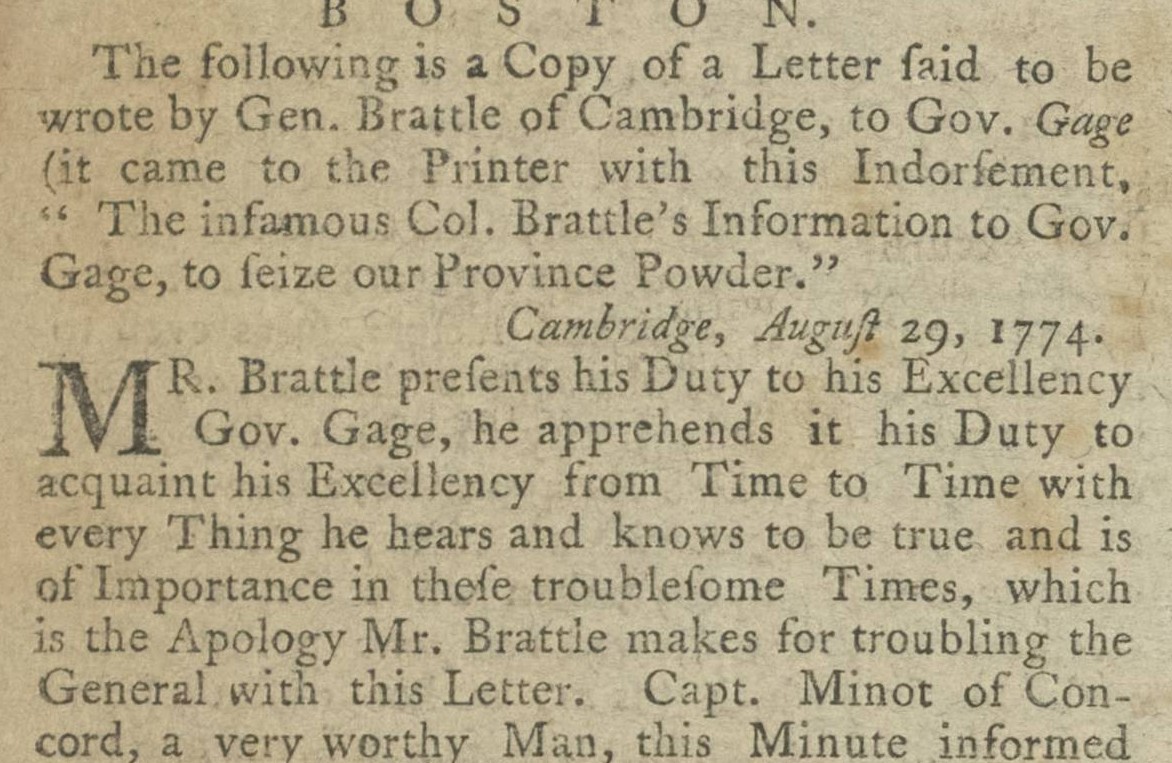 B O S T O N.
The following is a Copy of a Letter ſaid to be
wrote by Gen. Brattle of Cambridge, to Gov. Gage
(it came to the Printer with this Indorſement,
“ The infamous Col. Brattle’s Information to Gov.
Gage, to ſeize our Province Powder.”
Cambridge, Auguſt 29, 1774.
MR. Brattle preſents his Duty to his Excellency
Gov. Gage, he apprehends it his Duty to
acquaint his Excellency from Time to Time with
every Thing he hears and knows to be true and is
of Importance in theſe troubleſome Times, which
is the Apology Mr. Brattle makes for troubling the
General with this Letter. Capt. Minot of Con-
cord, a very worthy Man, this Minute informed